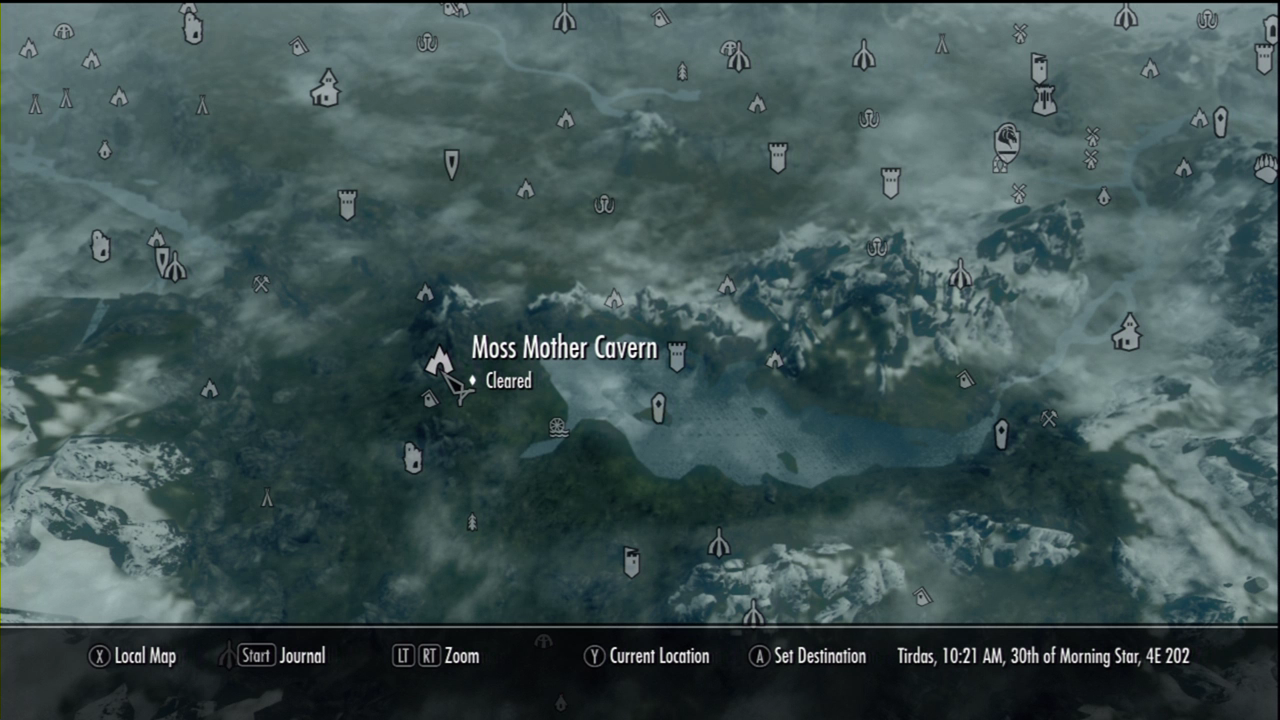 Moss Mother Cavern
Cleared
X Local Map
Start Journal
LT RT Zoom
Y Current Location
A Set Destination
Tirdas, 10:21 AM, 30th of Morning Star, 4E 202